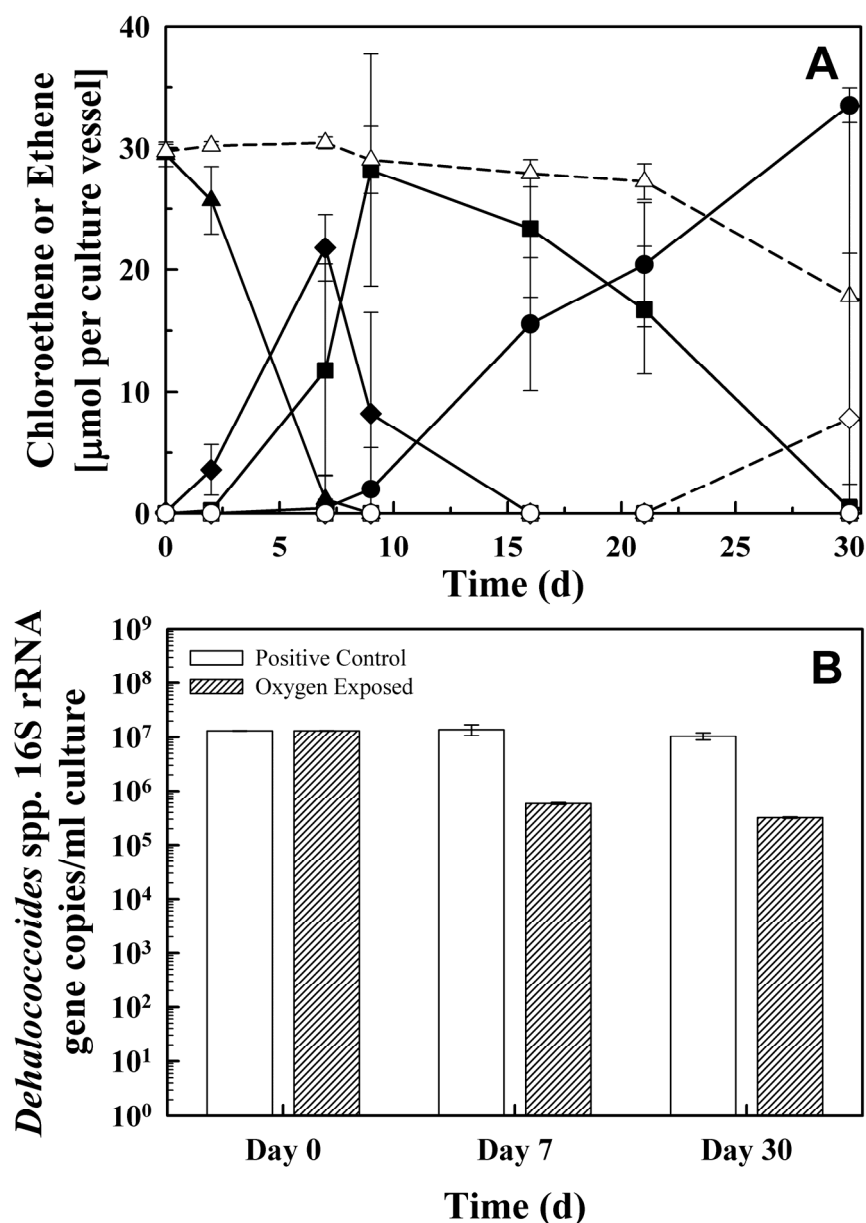 A
Chloroethene or Ethene
[μmol per culture vessel]
40
30
20
10
0
0 5 10 15 20 25 30
Time (d)
B
Dehalococcoides spp. 16S rRNA
gene copies/ml culture
Positive Control
Oxygen Exposed
10⁹
10⁸
10⁷
10⁶
10⁵
10⁴
10³
10²
10¹
10⁰
Day 0 Day 7 Day 30
Time (d)